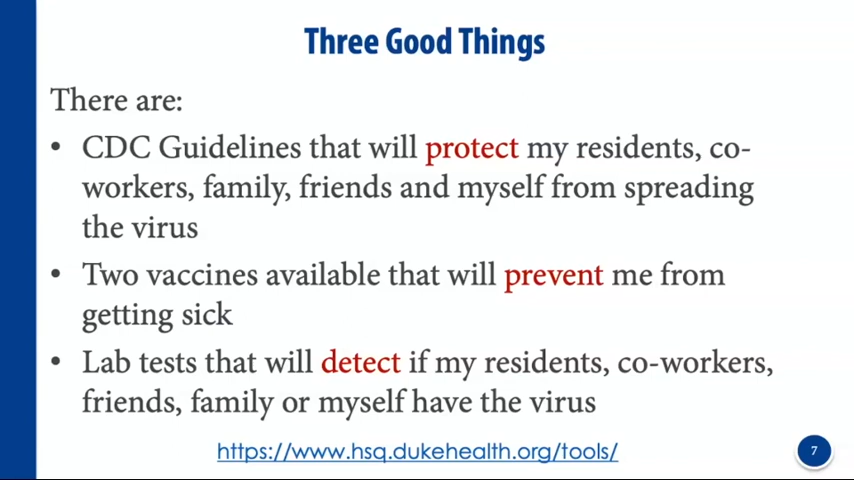 Three Good Things
There are:
• CDC Guidelines that will protect my residents, co-
workers, family, friends and myself from spreading
the virus
• Two vaccines available that will prevent me from
getting sick
• Lab tests that will detect if my residents, co-workers,
friends, family or myself have the virus
https://www.hsq.dukehealth.org/tools/
7